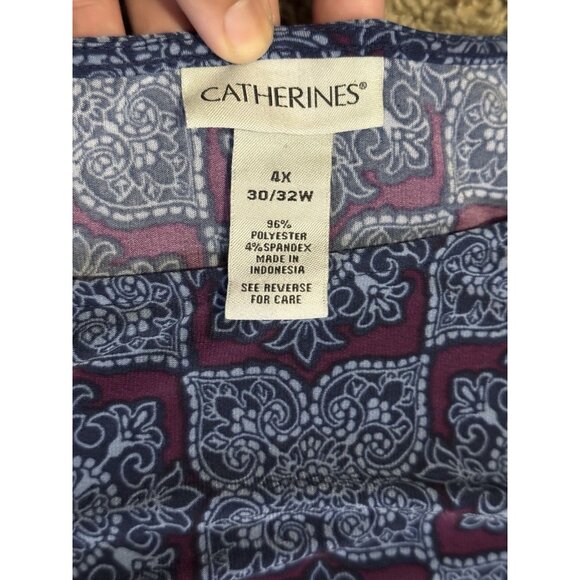 CATHERINES®
4X
30/32W
96%
POLYESTER
4%SPANDEX
MADE IN
INDONESIA
SEE REVERSE
FOR CARE